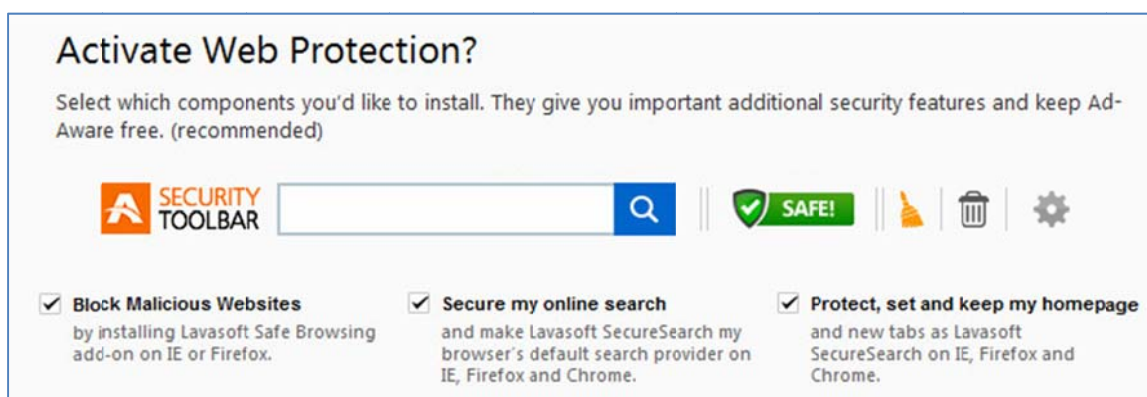 Activate Web Protection?
Select which components you'd like to install. They give you important additional security features and keep Ad-
Aware free. (recommended)
SECURITY
TOOLBAR
SAFE!
Block Malicious Websites
by installing Lavasoft Safe Browsing
add-on on IE or Firefox.
Secure my online search
and make Lavasoft SecureSearch my
browser's default search provider on
IE, Firefox and Chrome.
Protect, set and keep my homepage
and new tabs as Lavasoft
SecureSearch on IE, Firefox and
Chrome.